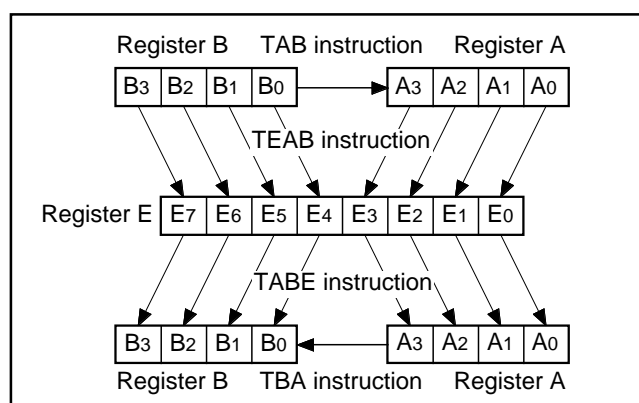 Register B TAB instruction Register A
B3 B2 B1 B0 A3 A2 A1 A0
TEAB instruction
Register E E7 E6 E5 E4 E3 E2 E1 E0
TABE instruction
B3 B2 B1 B0 A3 A2 A1 A0
Register B TBA instruction Register A